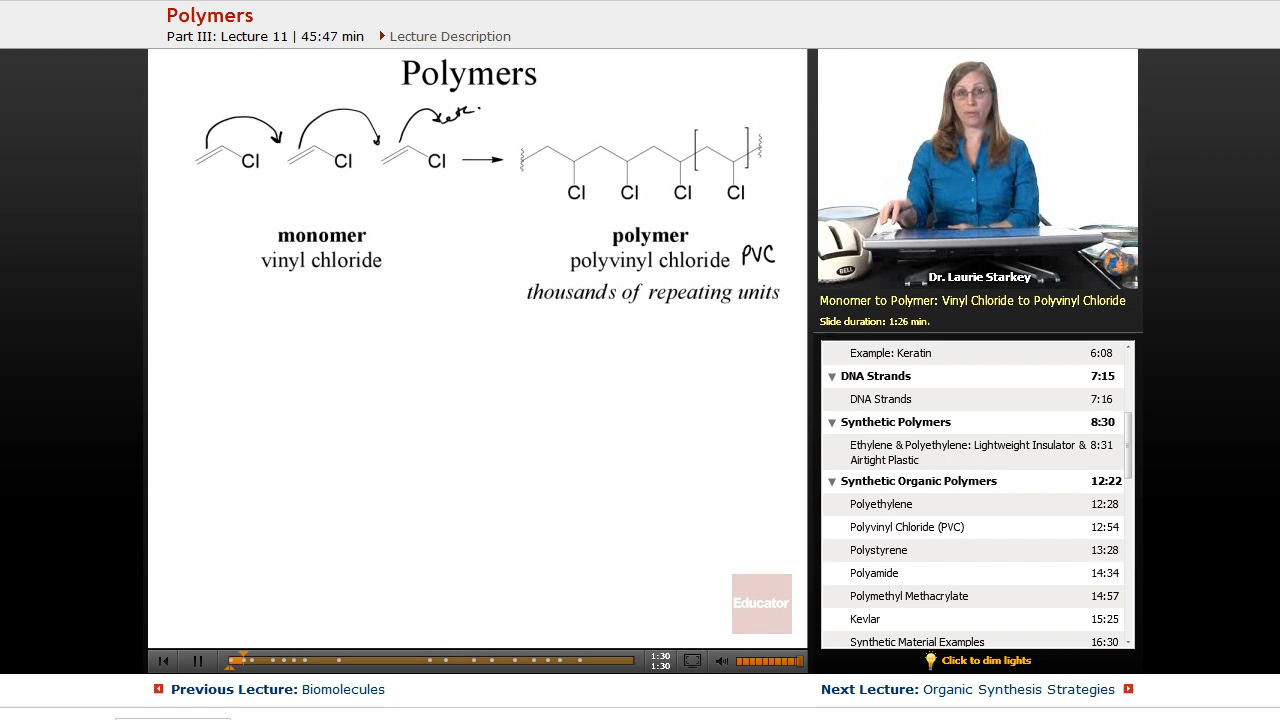 Polymers
Part III: Lecture 11 | 45:47 min Lecture Description
Polymers
etc.
Cl Cl Cl
Cl Cl Cl Cl
monomer
vinyl chloride
polymer
polyvinyl chloride PVC
thousands of repeating units
Educator
1:30
1:30
BELL
Dr. Laurie Starkey
Monomer to Polymer: Vinyl Chloride to Polyvinyl Chloride
Slide duration: 1:26 min.
Example: Keratin 6:08
DNA Strands 7:15
DNA Strands 7:16
Synthetic Polymers 8:30
Ethylene & Polyethylene: Lightweight Insulator & 8:31
Airtight Plastic
Synthetic Organic Polymers 12:22
Polyethylene 12:28
Polyvinyl Chloride (PVC) 12:54
Polystyrene 13:28
Polyamide 14:34
Polymethyl Methacrylate 14:57
Kevlar 15:25
Synthetic Material Examples 16:30
Click to dim lights
Previous Lecture: Biomolecules
Next Lecture: Organic Synthesis Strategies